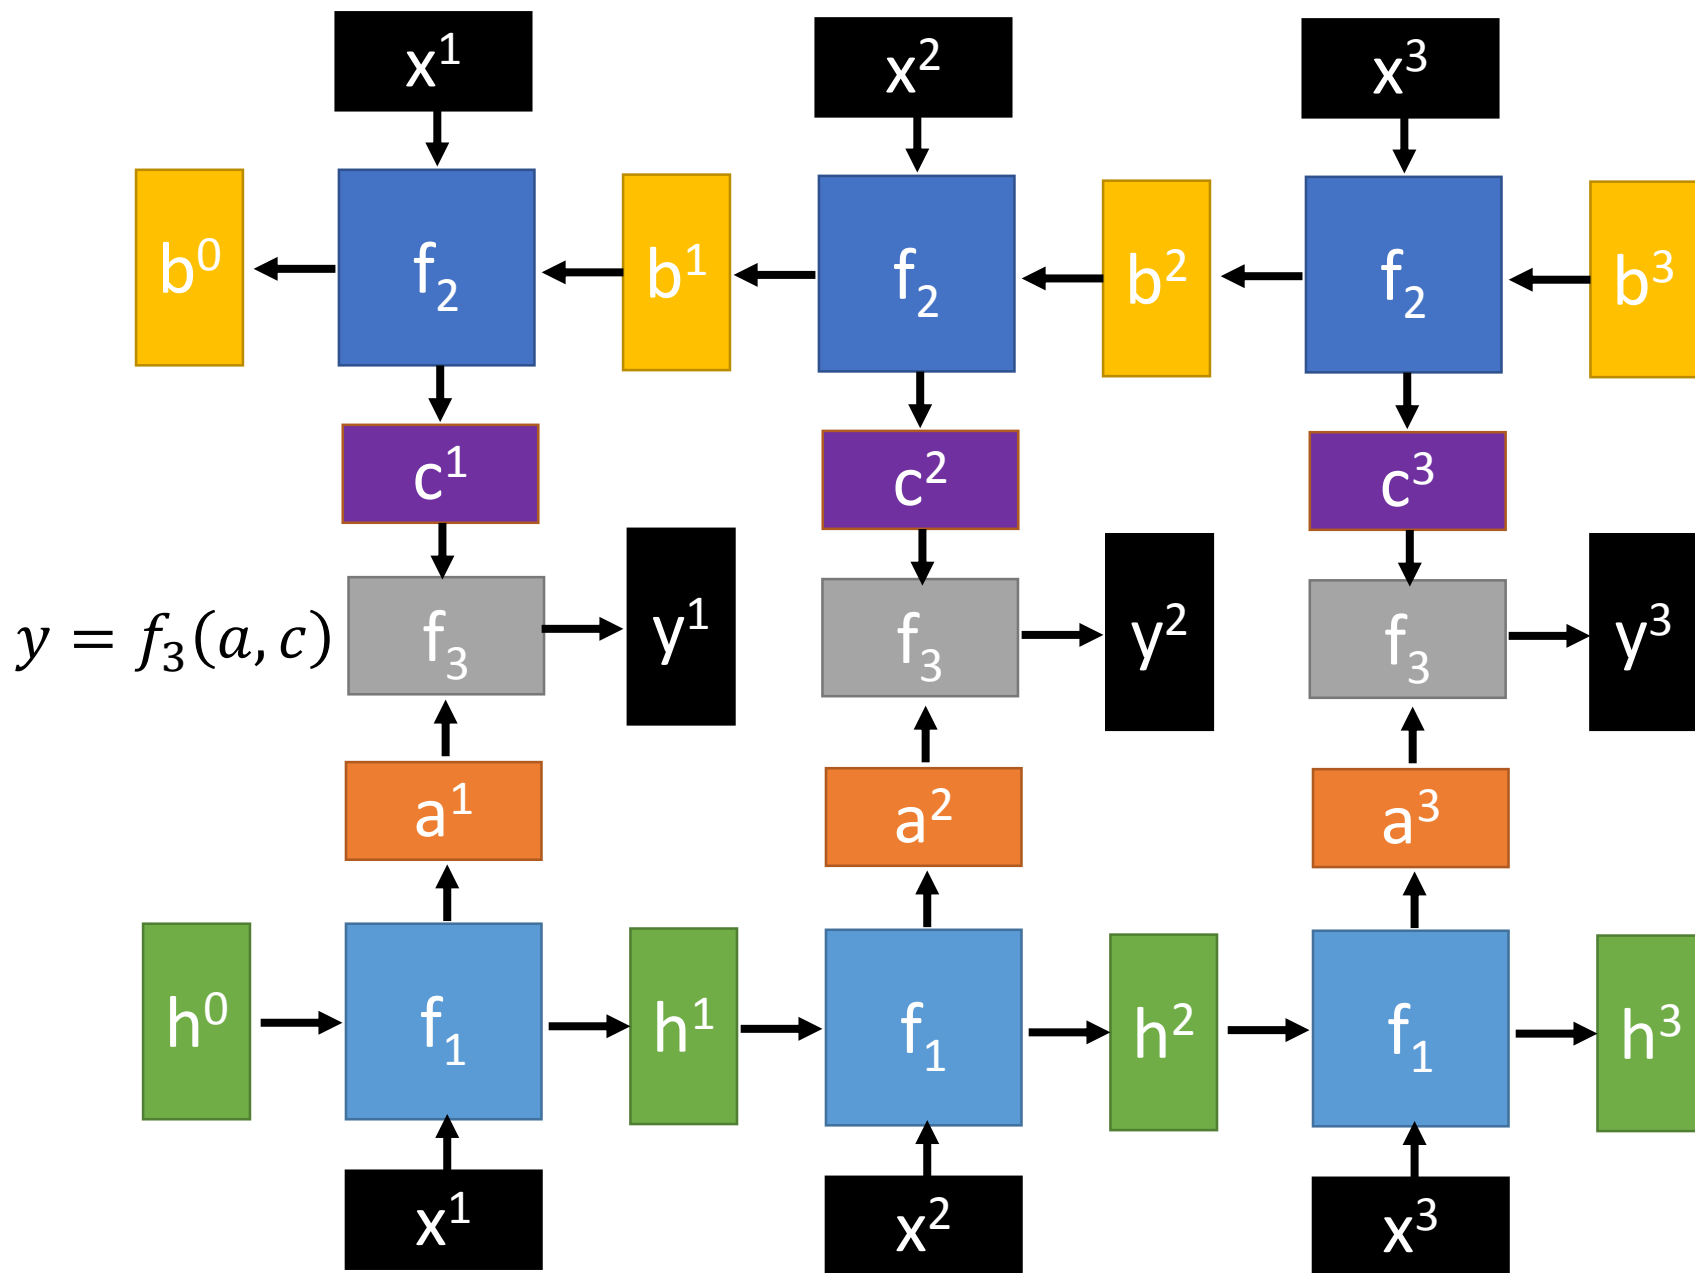 x¹ x² x³
b⁰ f₂ b¹ f₂ b² f₂ b³
c¹ c² c³
y = f₃(a, c) f₃ y¹ f₃ y² f₃ y³
a¹ a² a³
h⁰ f₁ h¹ f₁ h² f₁ h³
x¹ x² x³